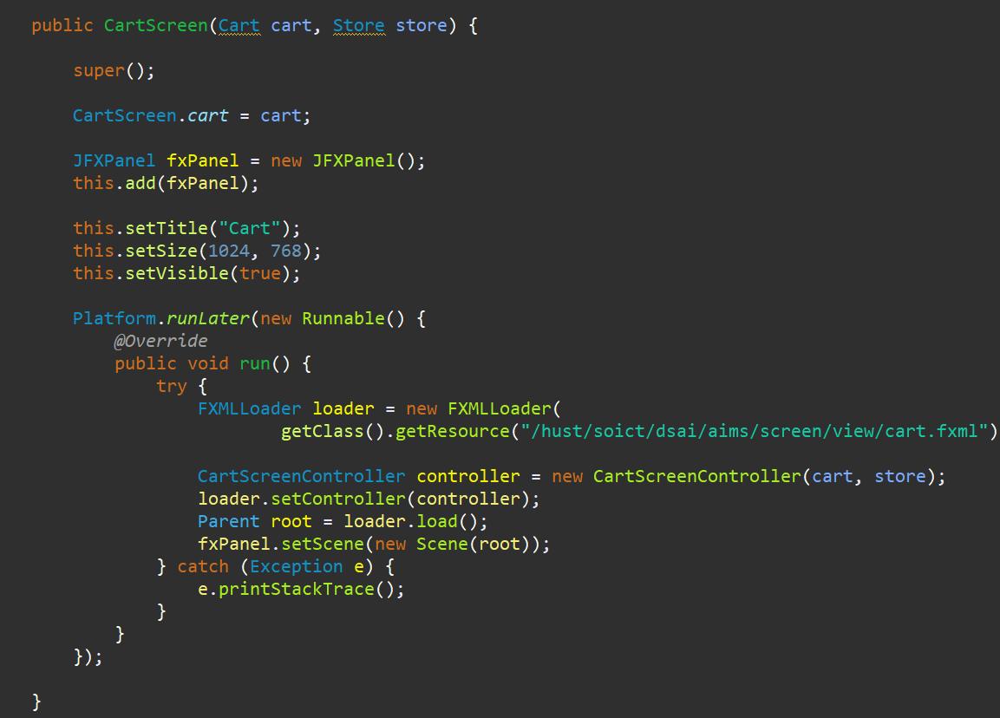 public CartScreen(Cart cart, Store store) {
super();
CartScreen.cart = cart;
JFXPanel fxPanel = new JFXPanel();
this.add(fxPanel);
this.setTitle("Cart");
this.setSize(1024, 768);
this.setVisible(true);
Platform.runLater(new Runnable() {
@Override
public void run() {
try {
FXMLLoader loader = new FXMLLoader(
getClass().getResource("/hust/soict/dsai/aims/screen/view/cart.fxml")
CartScreenController controller = new CartScreenController(cart, store);
loader.setController(controller);
Parent root = loader.load();
fxPanel.setScene(new Scene(root));
} catch (Exception e) {
e.printStackTrace();
}
}
});
}